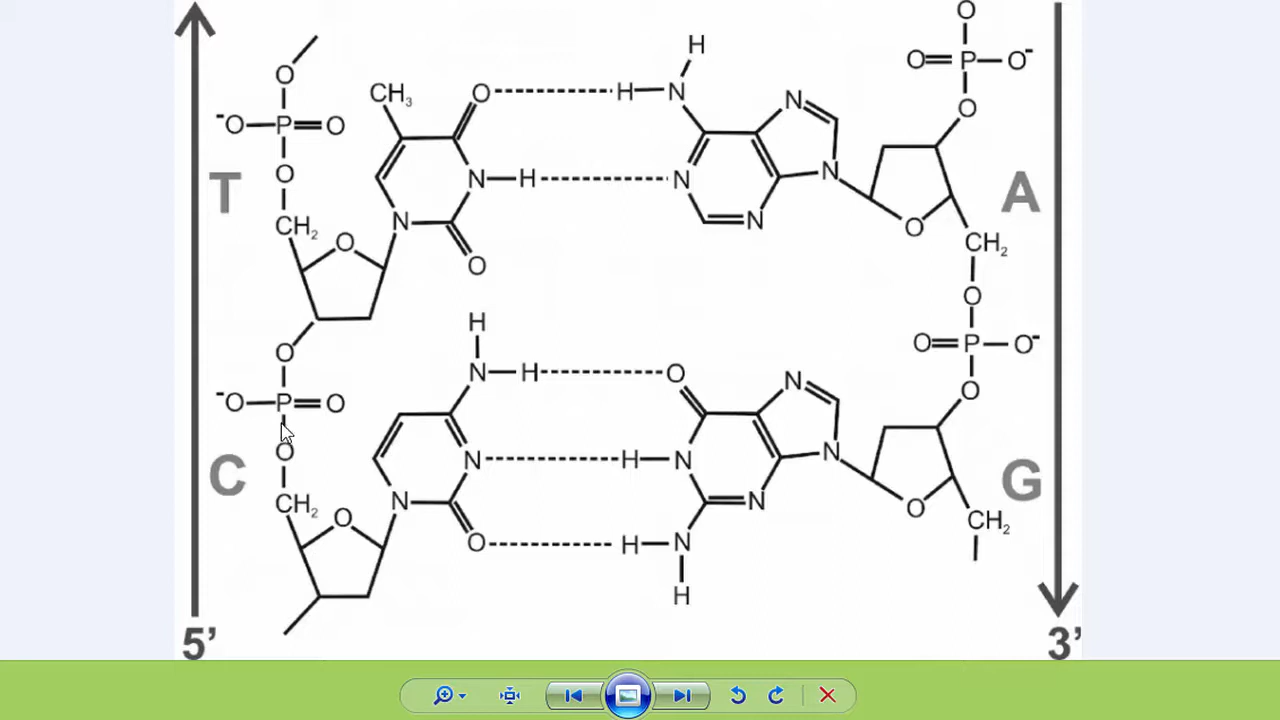 O
H
O
O=P–O⁻
CH₃ O H–N N
⁻O–P=O
O
O N–H N N
T A
CH₂ O N N O
O CH₂
H O
O
O=P–O⁻
N–H O N
⁻O–P=O O
O N H–N N
C G
CH₂ O N N O
CH₂
O H–N
H
5’ 3’